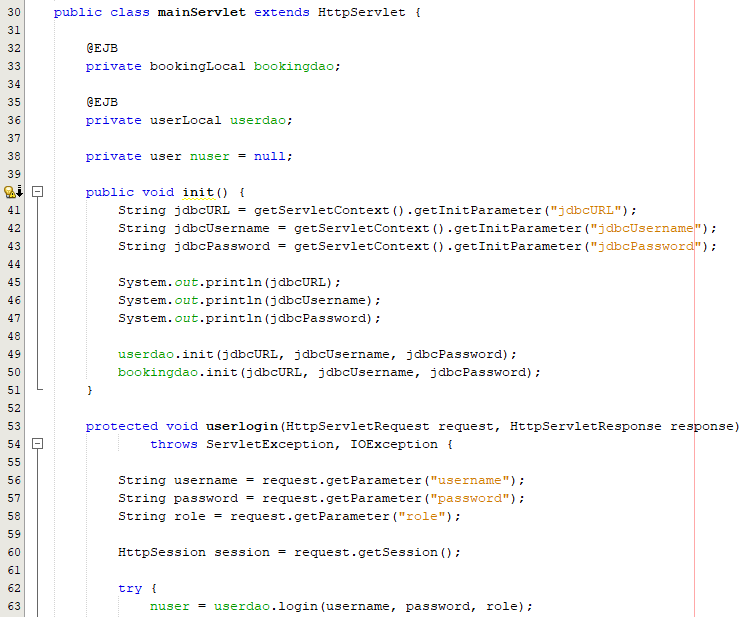 30 public class mainServlet extends HttpServlet {
31
32 @EJB
33 private bookingLocal bookingdao;
34
35 @EJB
36 private userLocal userdao;
37
38 private user nuser = null;
39
public void init() {
41 String jdbcURL = getServletContext().getInitParameter("jdbcURL");
42 String jdbcUsername = getServletContext().getInitParameter("jdbcUsername");
43 String jdbcPassword = getServletContext().getInitParameter("jdbcPassword");
44
45 System.out.println(jdbcURL);
46 System.out.println(jdbcUsername);
47 System.out.println(jdbcPassword);
48
49 userdao.init(jdbcURL, jdbcUsername, jdbcPassword);
50 bookingdao.init(jdbcURL, jdbcUsername, jdbcPassword);
51 }
52
53 protected void userlogin(HttpServletRequest request, HttpServletResponse response)
54 throws ServletException, IOException {
55
56 String username = request.getParameter("username");
57 String password = request.getParameter("password");
58 String role = request.getParameter("role");
59
60 HttpSession session = request.getSession();
61
62 try {
63 nuser = userdao.login(username, password, role);